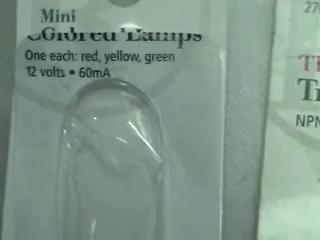 Mini
Colored Lamps
One each: red, yellow, green
12 volts • 60mA
NPN